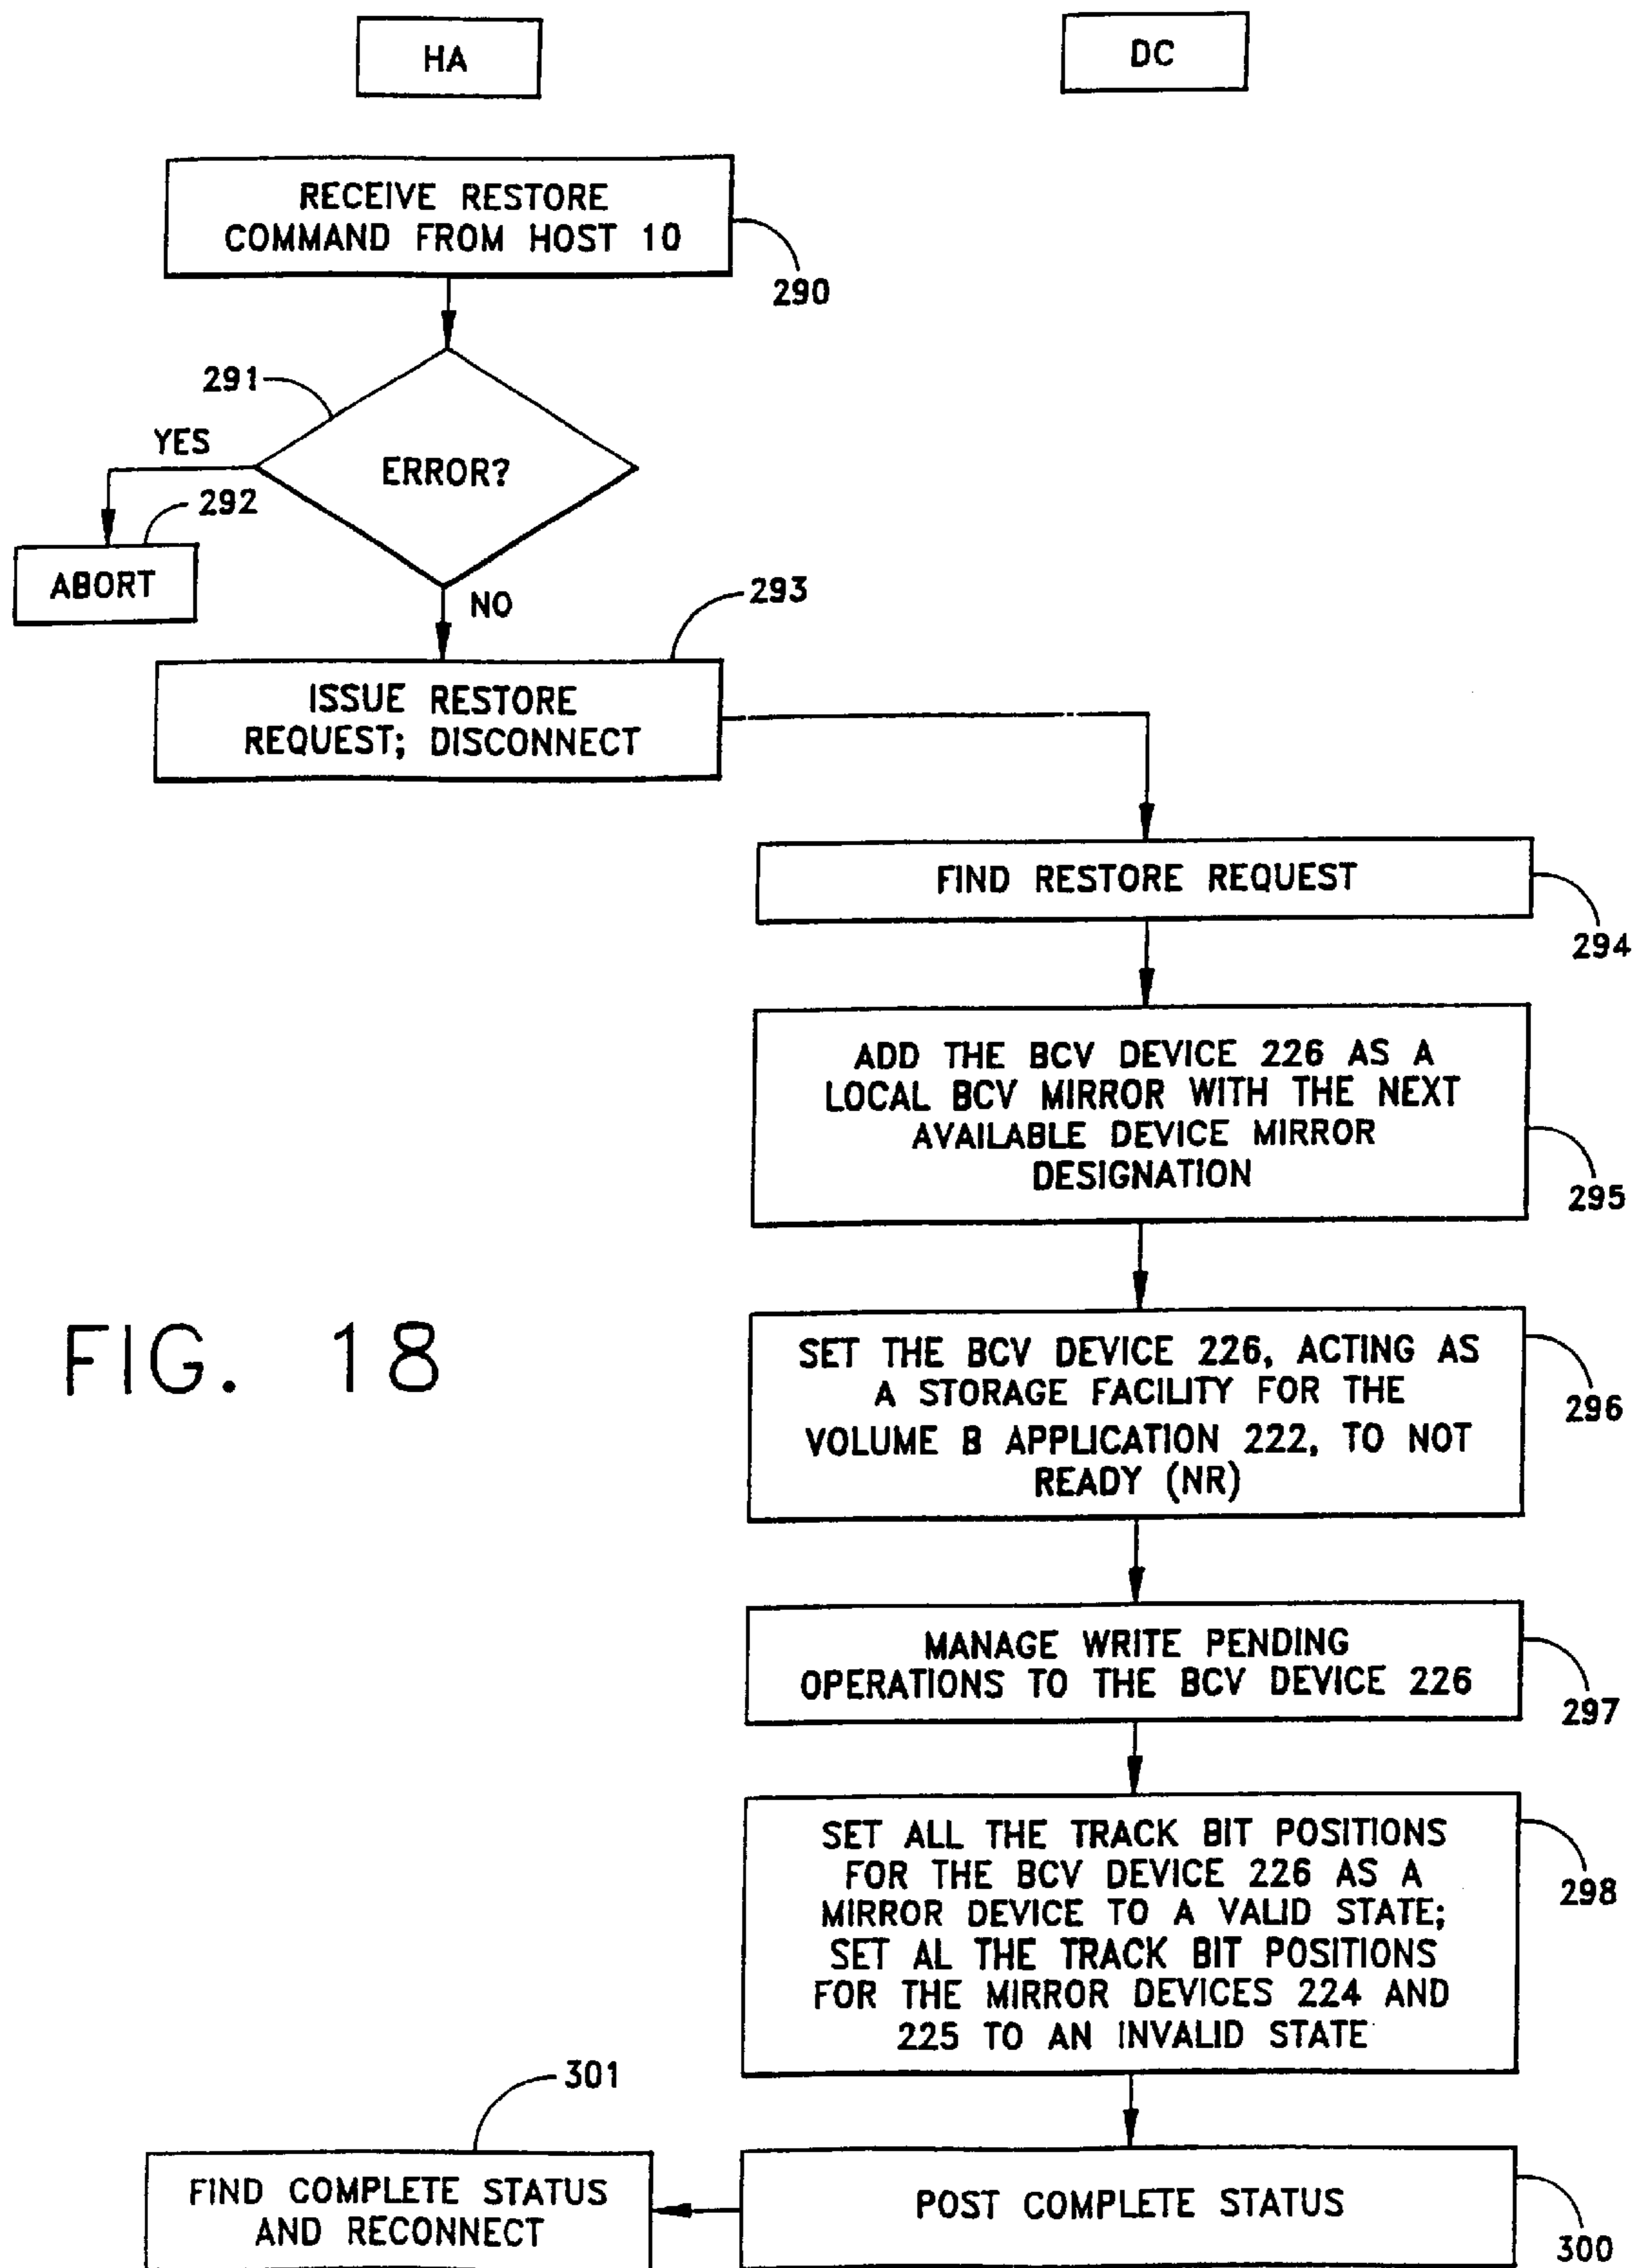 HA
DC
RECEIVE RESTORE
COMMAND FROM HOST 10
290
291
YES
ERROR?
292
ABORT
NO
293
ISSUE RESTORE
REQUEST; DISCONNECT
FIND RESTORE REQUEST
294
ADD THE BCV DEVICE 226 AS A
LOCAL BCV MIRROR WITH THE NEXT
AVAILABLE DEVICE MIRROR
DESIGNATION
295
FIG. 18
SET THE BCV DEVICE 226, ACTING AS
A STORAGE FACILITY FOR THE
VOLUME B APPLICATION 222, TO NOT
READY (NR)
296
MANAGE WRITE PENDING
OPERATIONS TO THE BCV DEVICE 226
297
SET ALL THE TRACK BIT POSITIONS
FOR THE BCV DEVICE 226 AS A
MIRROR DEVICE TO A VALID STATE;
SET AL THE TRACK BIT POSITIONS
FOR THE MIRROR DEVICES 224 AND
225 TO AN INVALID STATE
298
301
FIND COMPLETE STATUS
AND RECONNECT
POST COMPLETE STATUS
300